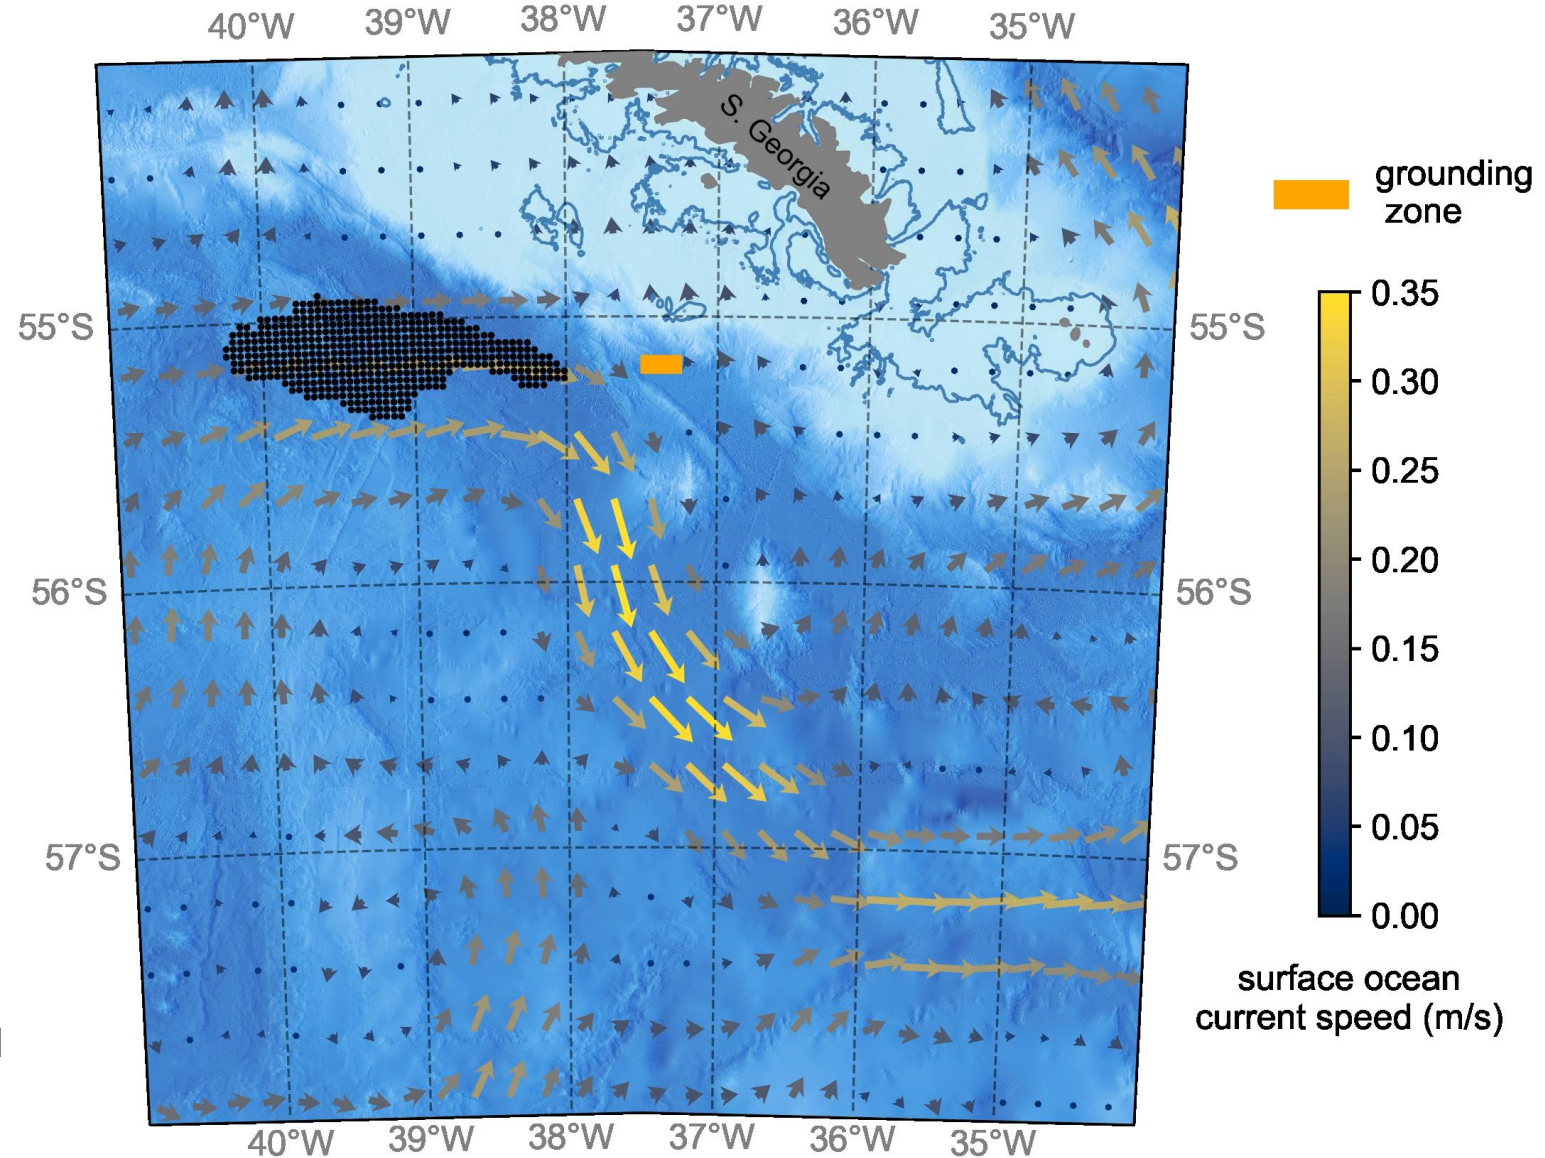 40°W 39°W 38°W 37°W 36°W 35°W
S. Georgia
grounding
zone
0.35
55°S 55°S
0.30
0.25
0.20
56°S 56°S
0.15
0.10
0.05
57°S 57°S
0.00
surface ocean
current speed (m/s)
40°W 39°W 38°W 37°W 36°W 35°W